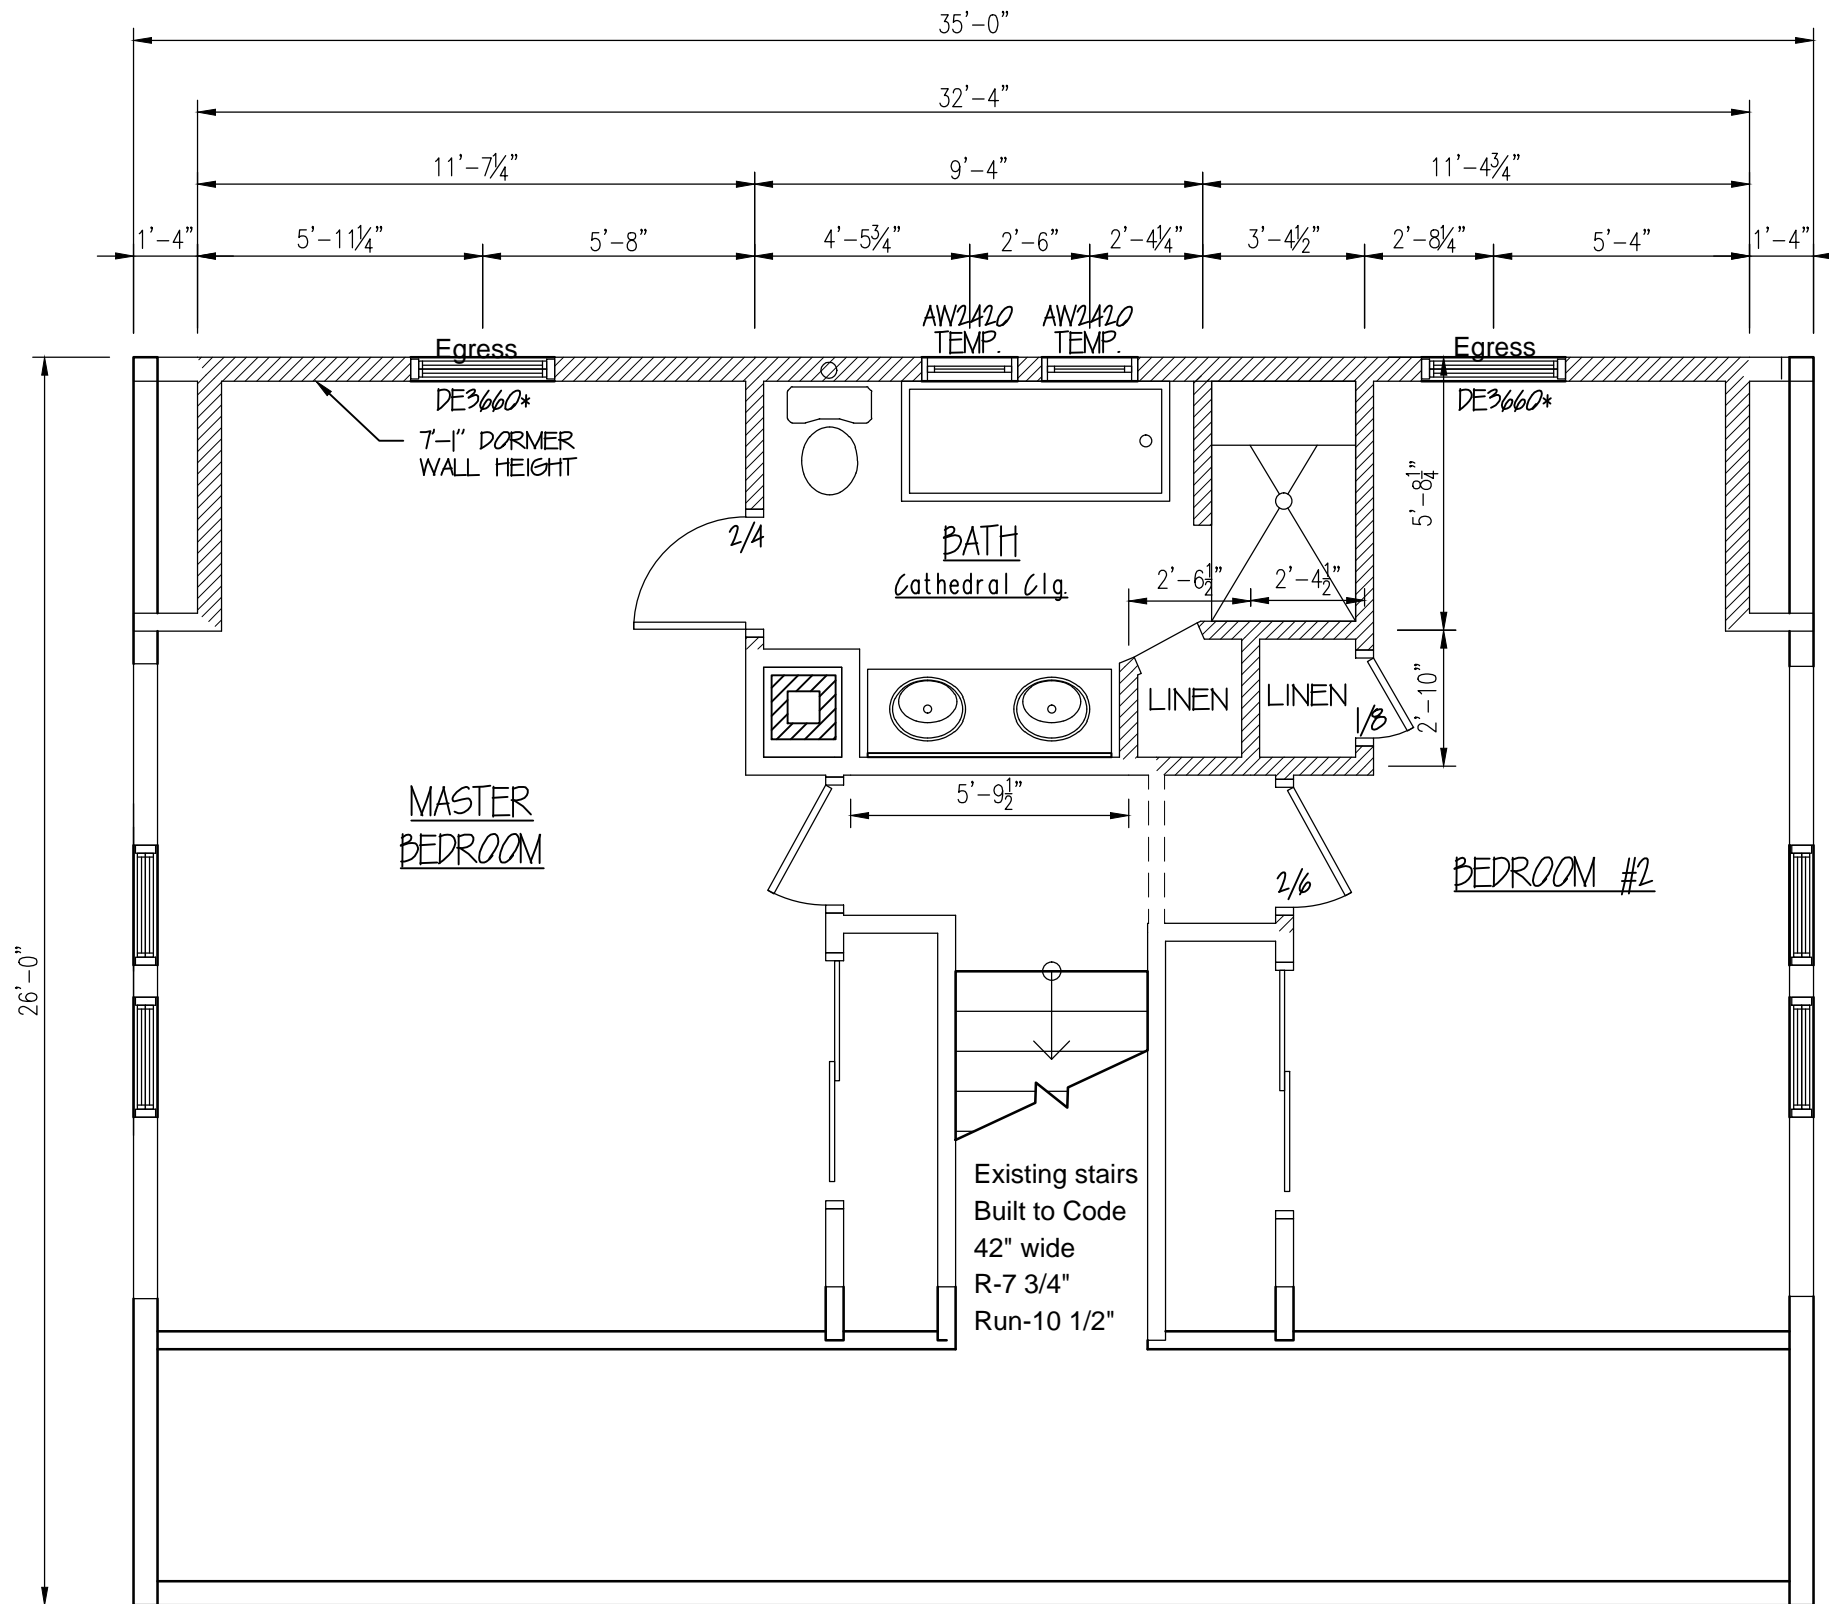 35'-0"
32'-4"
11'-7¼"
9'-4"
11'-4¾"
1'-4"
5'-11¼"
5'-8"
4'-5¾"
2'-6"
2'-4¼"
3'-4½"
2'-8¼"
5'-4"
1'-4"
AW2420
TEMP.
AW2420
TEMP.
Egress
Egress
DE3660*
DE3660*
7'-1" DORMER
WALL HEIGHT
5'-8¼"
2/4
BATH
Cathedral Clg.
2'-6½"
2'-4½"
LINEN
LINEN
1/8
2'-10"
MASTER
BEDROOM
5'-9½"
2/6
BEDROOM #2
26'-0"
Existing stairs
Built to Code
42" wide
R-7 3/4"
Run-10 1/2"